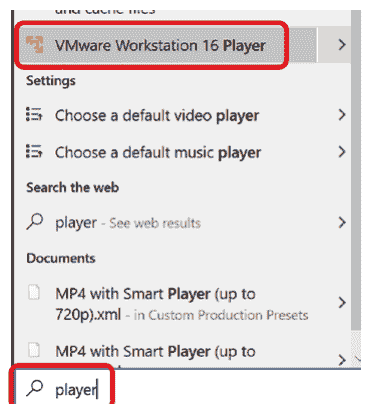 and cache files
VMware Workstation 16 Player
Settings
Choose a default video player
Choose a default music player
Search the web
player - See web results
Documents
MP4 with Smart Player (up to
720p).xml - in Custom Production Presets
MP4 with Smart Player (up to
player